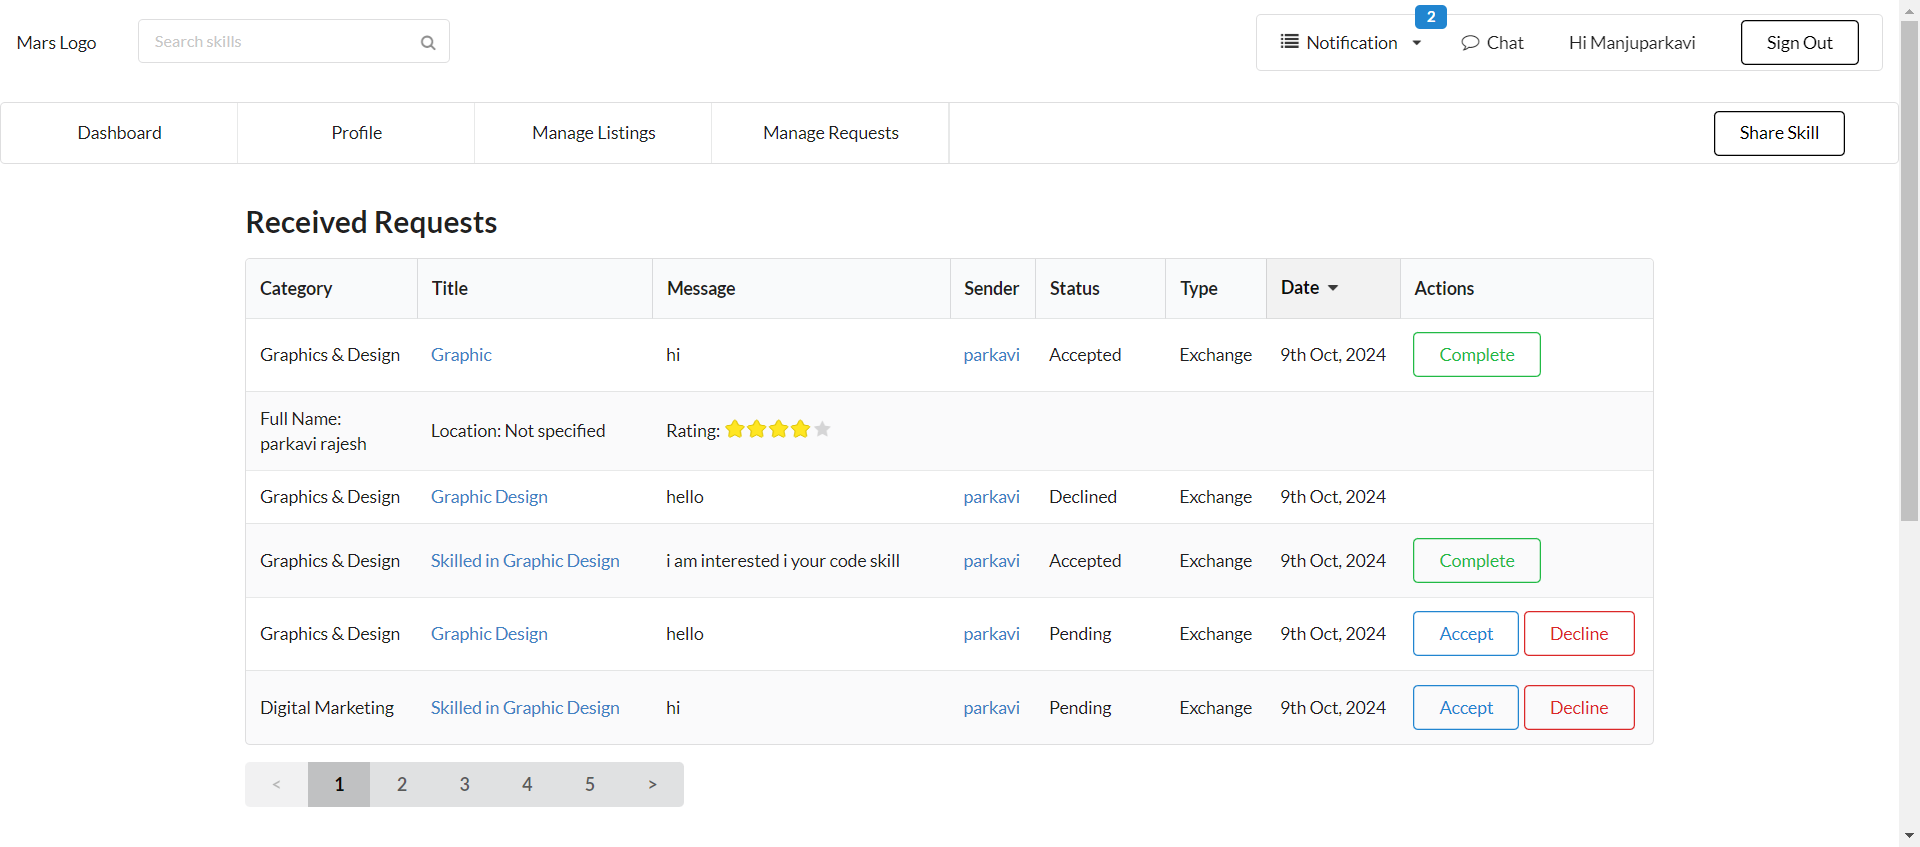 2
Mars Logo
Search skills
Notification
Chat
Hi Manjuparkavi
Sign Out
Dashboard
Profile
Manage Listings
Manage Requests
Share Skill
Received Requests
Category Title Message Sender Status Type Date Actions
Graphics & Design Graphic hi parkavi Accepted Exchange 9th Oct, 2024 Complete
Full Name:
parkavi rajesh
Location: Not specified
Rating:
Graphics & Design Graphic Design hello parkavi Declined Exchange 9th Oct, 2024
Graphics & Design Skilled in Graphic Design i am interested i your code skill parkavi Accepted Exchange 9th Oct, 2024 Complete
Graphics & Design Graphic Design hello parkavi Pending Exchange 9th Oct, 2024 Accept Decline
Digital Marketing Skilled in Graphic Design hi parkavi Pending Exchange 9th Oct, 2024 Accept Decline
< 1 2 3 4 5 >